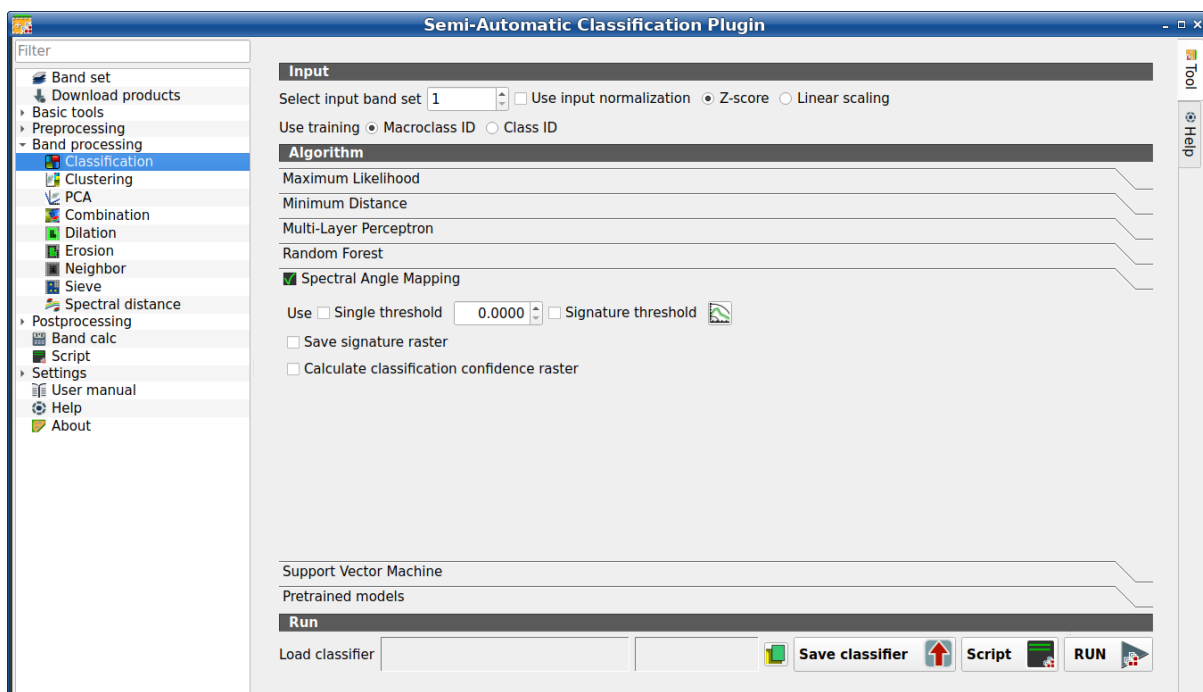 Semi-Automatic Classification Plugin
Filter
Band set
Download products
Basic tools
Preprocessing
Band processing
Classification
Clustering
PCA
Combination
Dilation
Erosion
Neighbor
Sieve
Spectral distance
Postprocessing
Band calc
Script
Settings
User manual
Help
About
Input
Select input band set 1 Use input normalization Z-score Linear scaling
Use training Macroclass ID Class ID
Algorithm
Maximum Likelihood
Minimum Distance
Multi-Layer Perceptron
Random Forest
Spectral Angle Mapping
Use Single threshold 0.0000 Signature threshold
Save signature raster
Calculate classification confidence raster
Support Vector Machine
Pretrained models
Run
Load classifier Save classifier Script RUN
Tool
Help